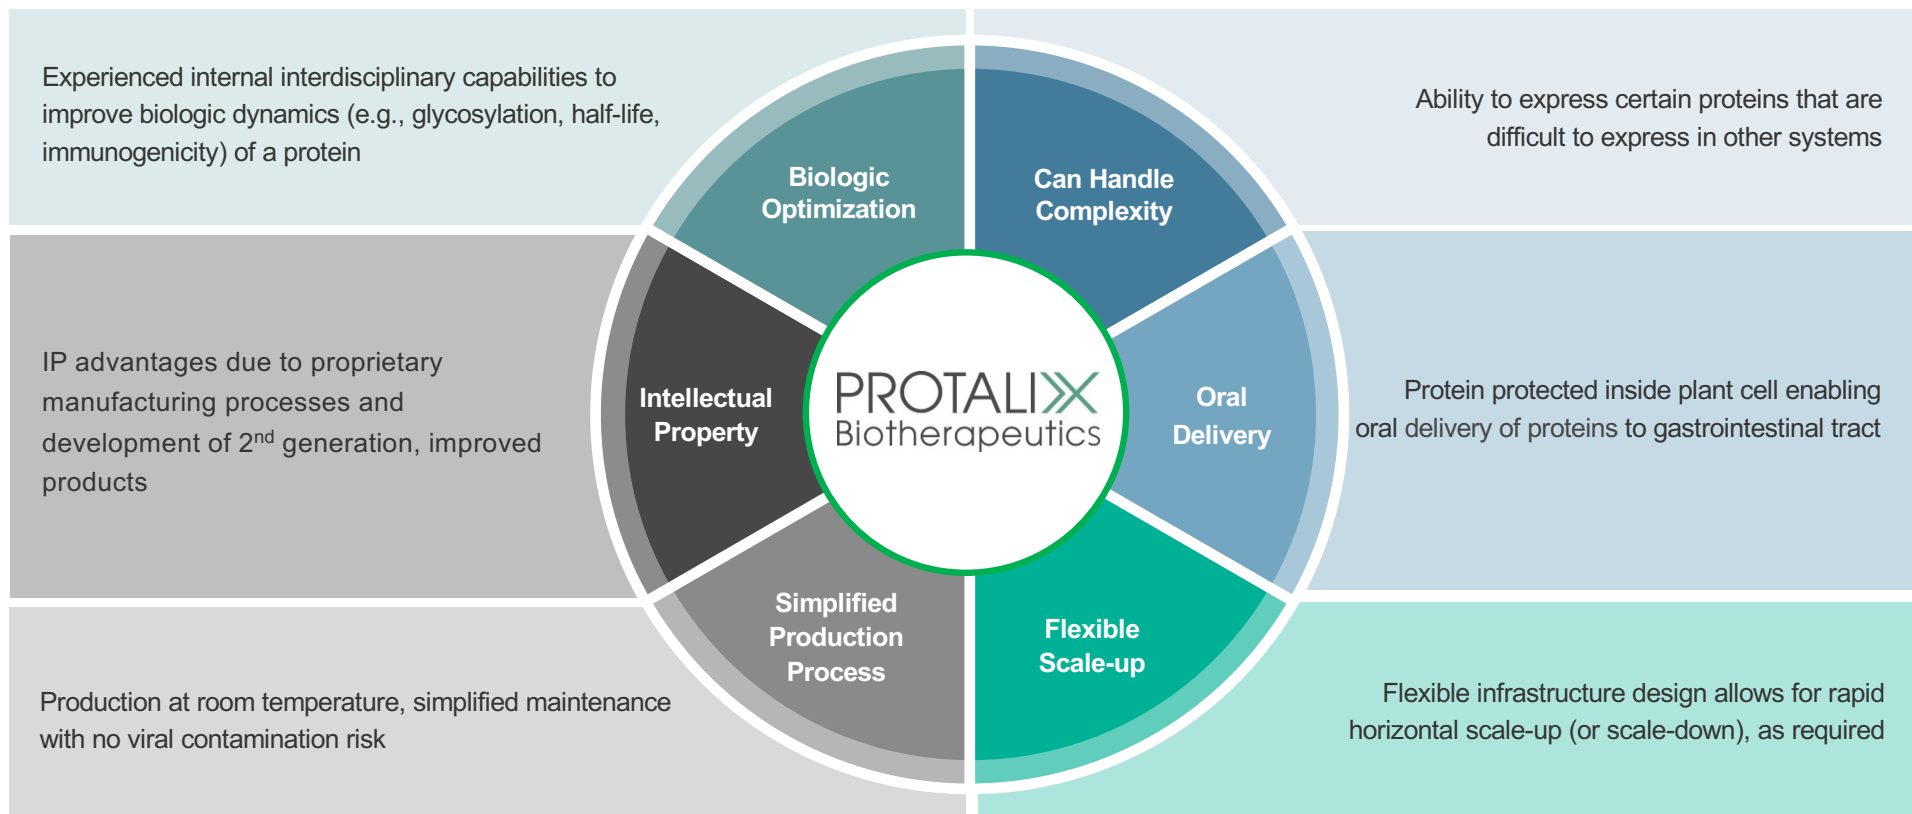 Experienced internal interdisciplinary capabilities to
improve biologic dynamics (e.g., glycosylation, half-life,
immunogenicity) of a protein
Biologic
Optimization
Can Handle
Complexity
Ability to express certain proteins that are
difficult to express in other systems
IP advantages due to proprietary
manufacturing processes and
development of 2nd generation, improved
products
Intellectual
Property
PROTALIX
Biotherapeutics
Oral
Delivery
Protein protected inside plant cell enabling
oral delivery of proteins to gastrointestinal tract
Production at room temperature, simplified maintenance
with no viral contamination risk
Simplified
Production
Process
Flexible
Scale-up
Flexible infrastructure design allows for rapid
horizontal scale-up (or scale-down), as required